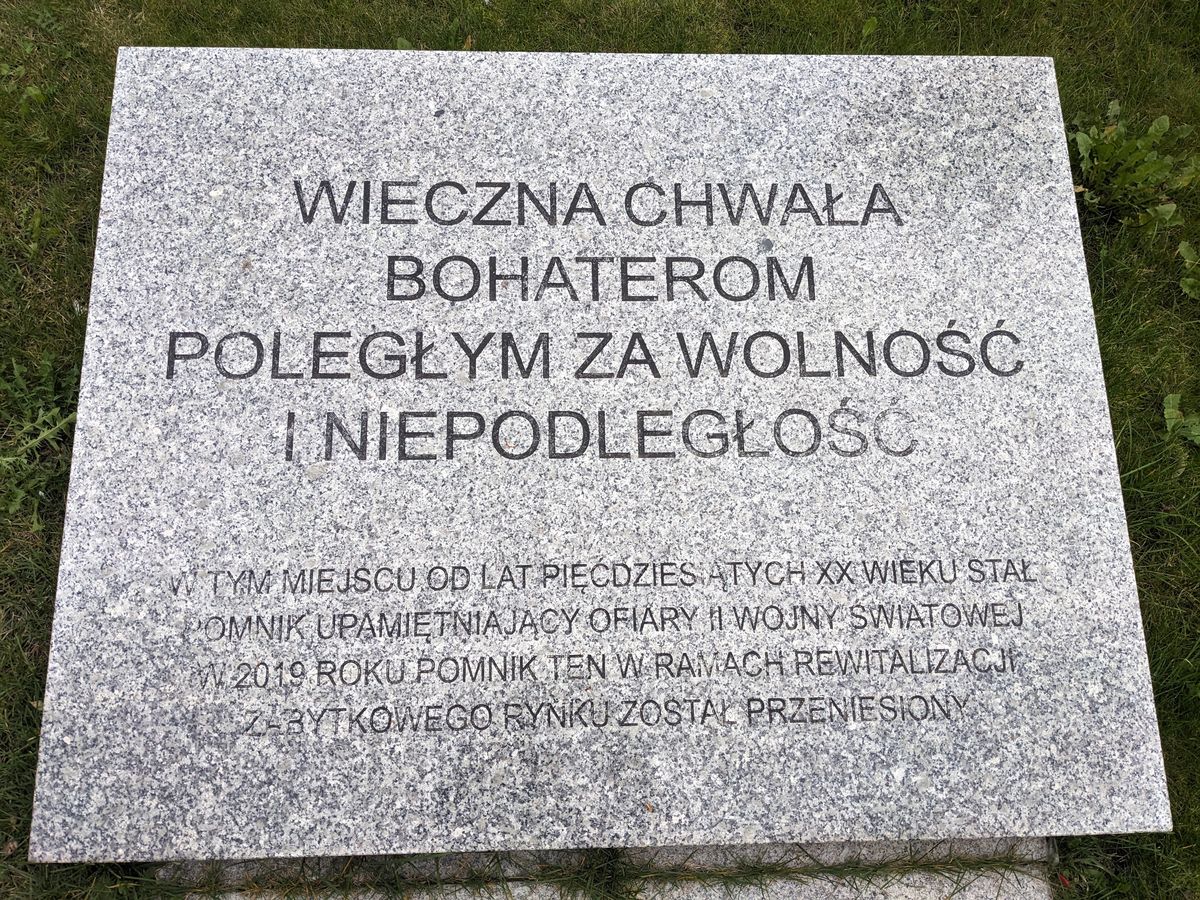 WIECZNA CHWAŁA
BOHATEROM
POLEGŁYM ZA WOLNOŚĆ
I NIEPODLEGŁOŚĆ
W TYM MIEJSCU OD LAT PIĘĆDZIESIĄTYCH XX WIEKU STAŁ
POMNIK UPAMIĘTNIAJĄCY OFIARY II WOJNY ŚWIATOWEJ
W 2019 ROKU POMNIK TEN W RAMACH REWITALIZACJI
ZABYTKOWEGO RYNKU ZOSTAŁ PRZENIESIONY